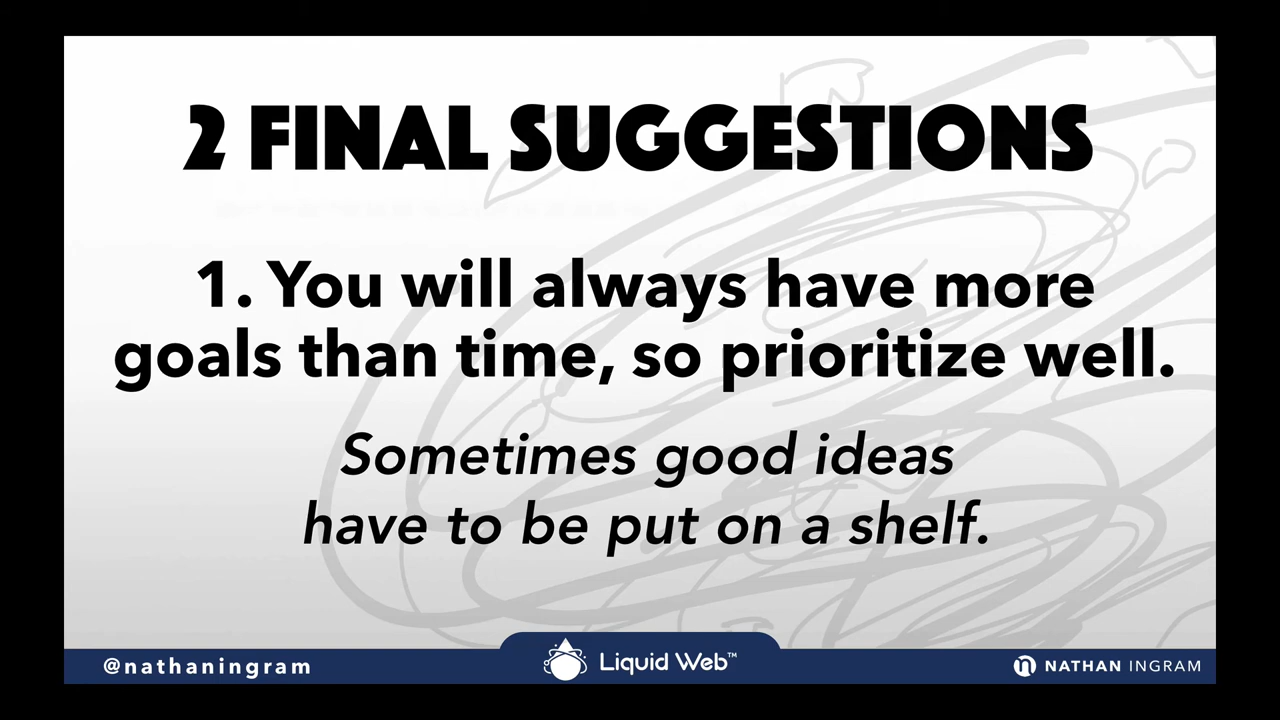 2 FINAL SUGGESTIONS
1. You will always have more
goals than time, so prioritize well.
Sometimes good ideas
have to be put on a shelf.
@nathaningram
Liquid Web™
n NATHAN INGRAM